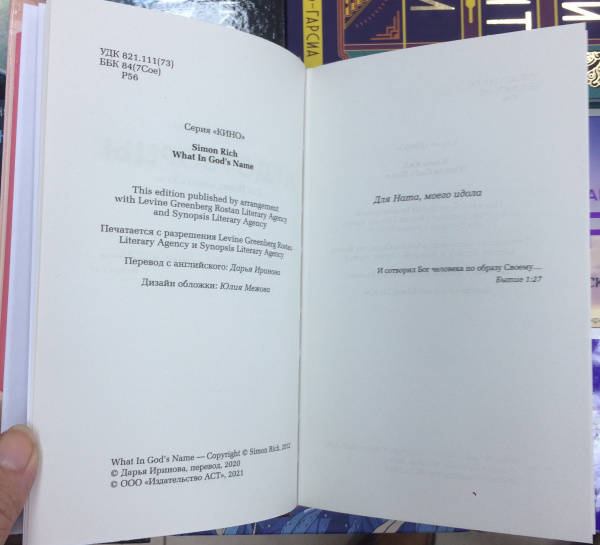 УДК 821.111(73)
ББК 84(7Сое)
Р56
Серия «КИНО»
Simon Rich
What In God's Name
This edition published by arrangement
with Levine Greenberg Rostan Literary Agency
and Synopsis Literary Agency
Печатается с разрешения Levine Greenberg Rostan
Literary Agency и Synopsis Literary Agency
Перевод с английского: Дарья Иринова
Дизайн обложки: Юлия Межова
What In God's Name — Copyright © Simon Rich, 2012
© Дарья Иринова, перевод, 2020
© ООО «Издательство АСТ», 2021
Для Ната, моего идола
И сотворил Бог человека по образу Своему....
Бытие 1:27
-ГАРСИА